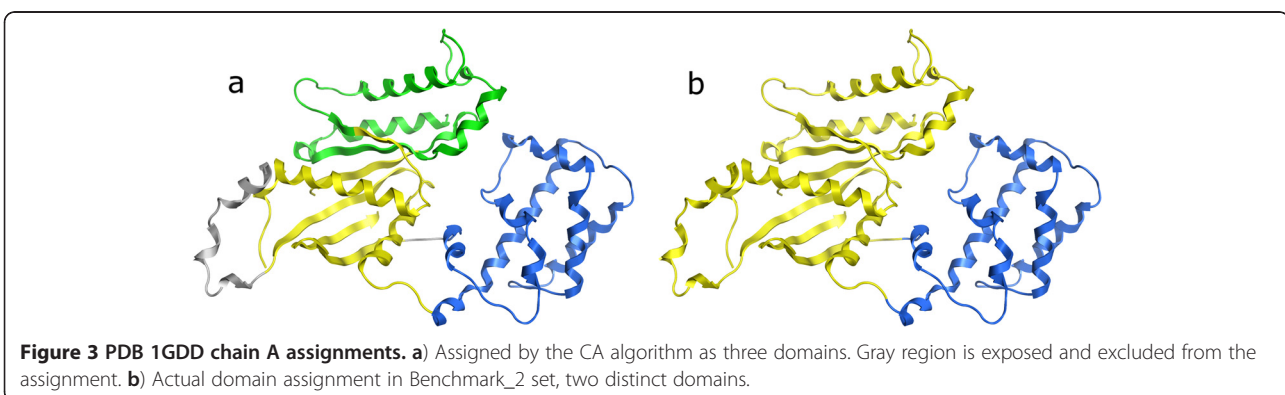 a
b
Figure 3 PDB 1GDD chain A assignments. a) Assigned by the CA algorithm as three domains. Gray region is exposed and excluded from the
assignment. b) Actual domain assignment in Benchmark_2 set, two distinct domains.